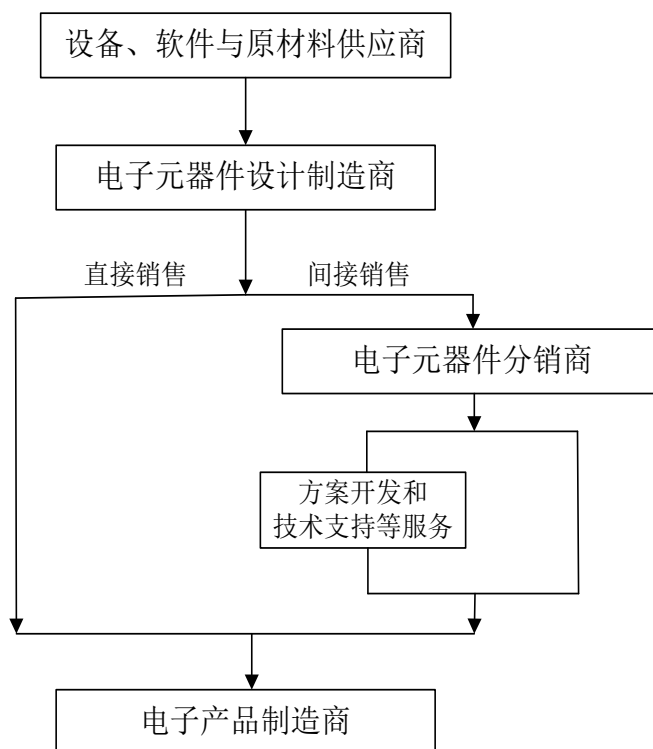 设备、软件与原材料供应商
电子元器件设计制造商
直接销售
间接销售
电子元器件分销商
方案开发和
技术支持等服务
电子产品制造商